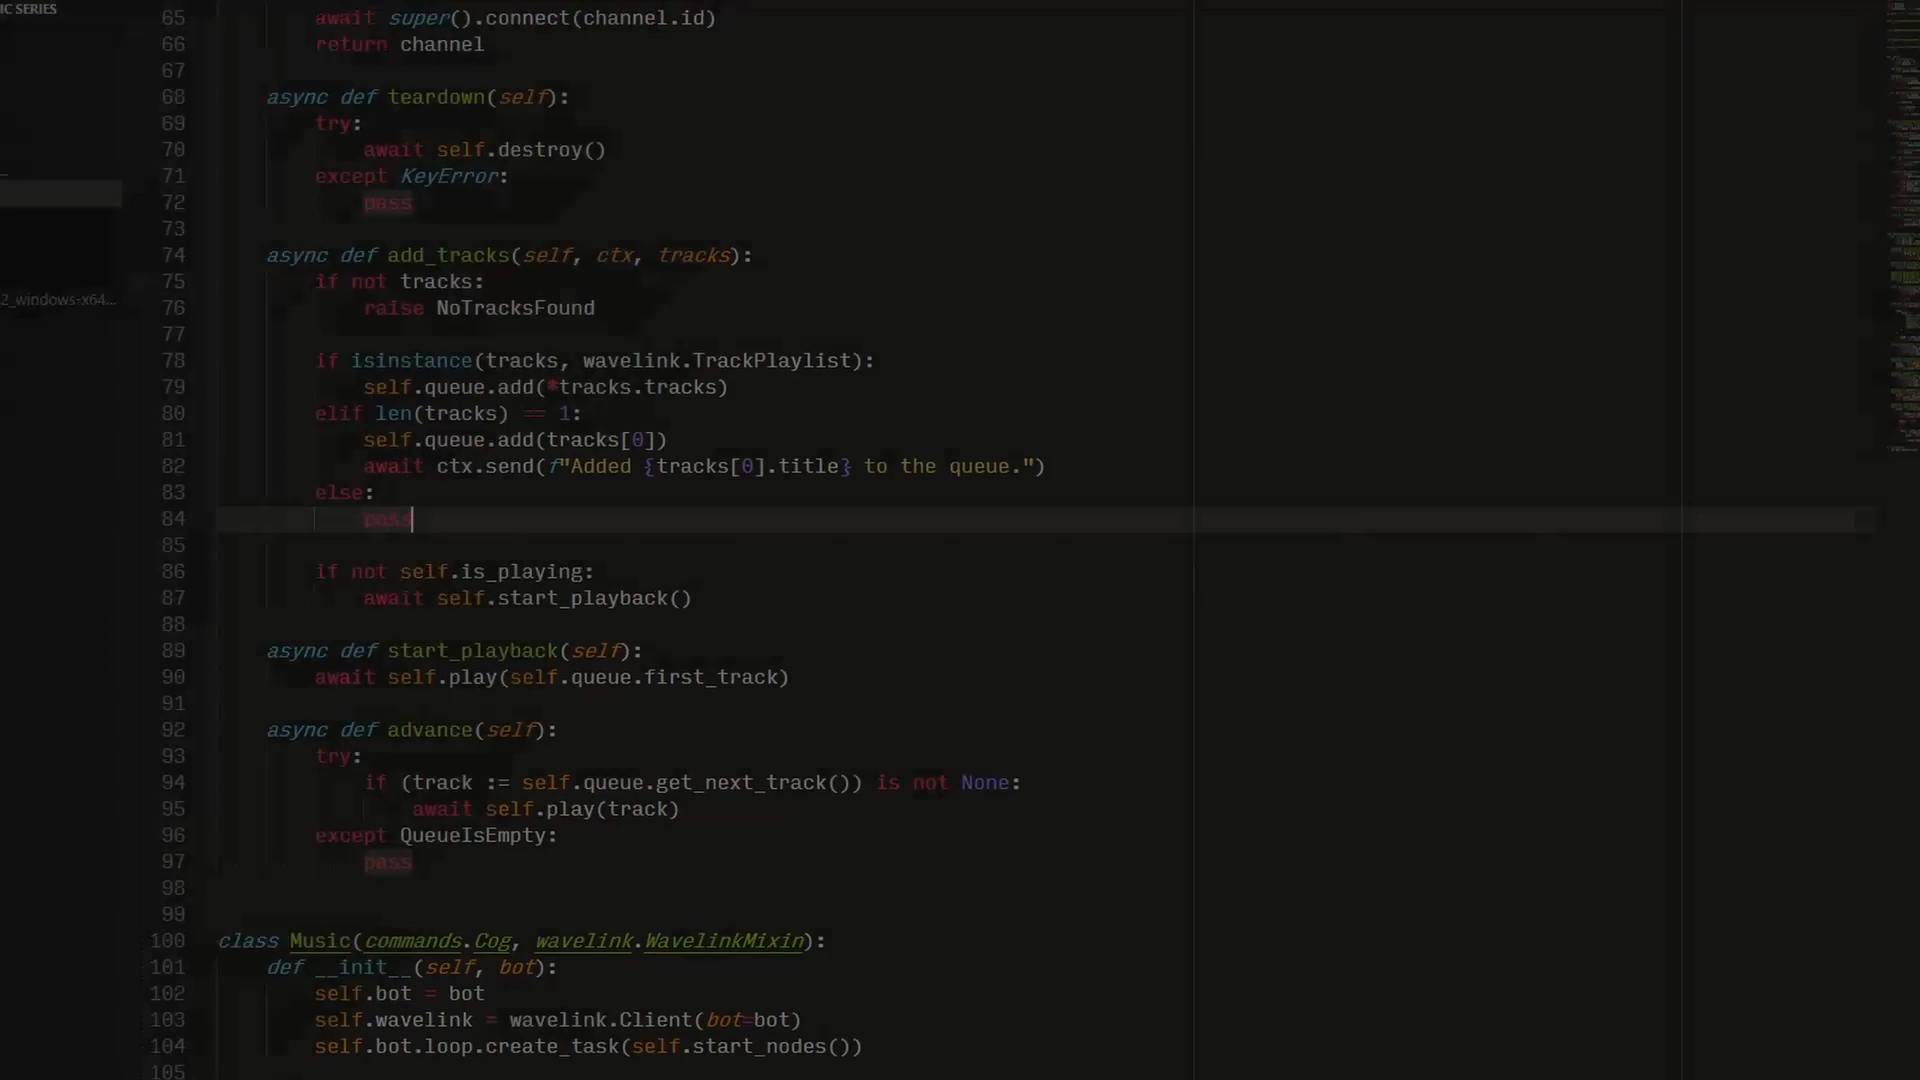 IC SERIES
2_windows-x64...
65 await super().connect(channel.id)
66 return channel
67
68 async def teardown(self):
69 try:
70 await self.destroy()
71 except KeyError:
72 pass
73
74 async def add_tracks(self, ctx, tracks):
75 if not tracks:
76 raise NoTracksFound
77
78 if isinstance(tracks, wavelink.TrackPlaylist):
79 self.queue.add(*tracks.tracks)
80 elif len(tracks) == 1:
81 self.queue.add(tracks[0])
82 await ctx.send(f"Added {tracks[0].title} to the queue.")
83 else:
84 pass
85
86 if not self.is_playing:
87 await self.start_playback()
88
89 async def start_playback(self):
90 await self.play(self.queue.first_track)
91
92 async def advance(self):
93 try:
94 if (track := self.queue.get_next_track()) is not None:
95 await self.play(track)
96 except QueueIsEmpty:
97 pass
98
99
100 class Music(commands.Cog, wavelink.WavelinkMixin):
101 def __init__(self, bot):
102 self.bot = bot
103 self.wavelink = wavelink.Client(bot=bot)
104 self.bot.loop.create_task(self.start_nodes())
105